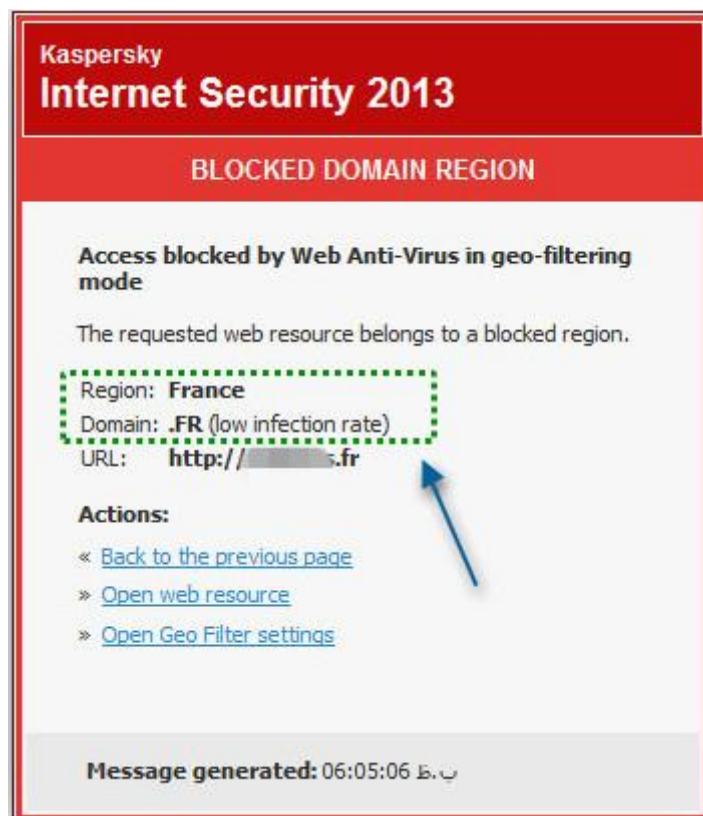 Kaspersky
Internet Security 2013
BLOCKED DOMAIN REGION
Access blocked by Web Anti-Virus in geo-filtering
mode
The requested web resource belongs to a blocked region.
Region: France
Domain: .FR (low infection rate)
URL: http:// s.fr
Actions:
« Back to the previous page
» Open web resource
» Open Geo Filter settings
Message generated: 06:05:06 ب.ظ